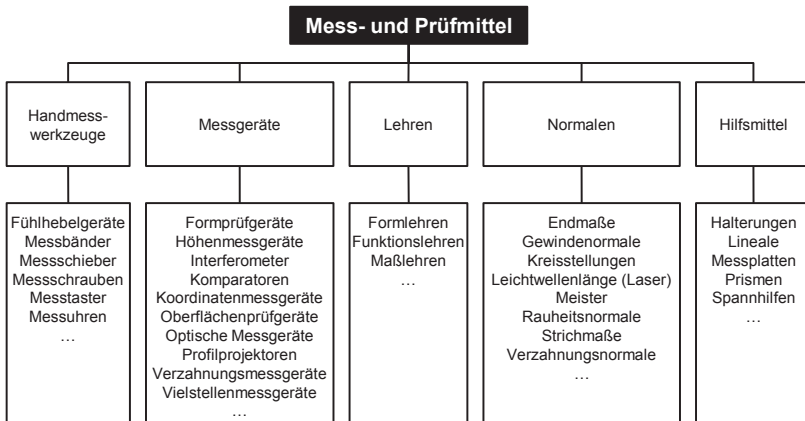 Mess- und Prüfmittel
Handmess-
werkzeuge
Messgeräte
Lehren
Normalen
Hilfsmittel
Fühlhebelgeräte
Messbänder
Messschieber
Messschrauben
Messtaster
Messuhren
…
Formprüfgeräte
Höhenmessgeräte
Interferometer
Komparatoren
Koordinatenmessgeräte
Oberflächenprüfgeräte
Optische Messgeräte
Profilprojektoren
Verzahnungsmessgeräte
Vielstellenmessgeräte
…
Formlehren
Funktionslehren
Maßlehren
…
Endmaße
Gewindenormale
Kreisstellungen
Leichtwellenlänge (Laser)
Meister
Rauheitsnormale
Strichmaße
Verzahnungsnormale
…
Halterungen
Lineale
Messplatten
Prismen
Spannhilfen
…